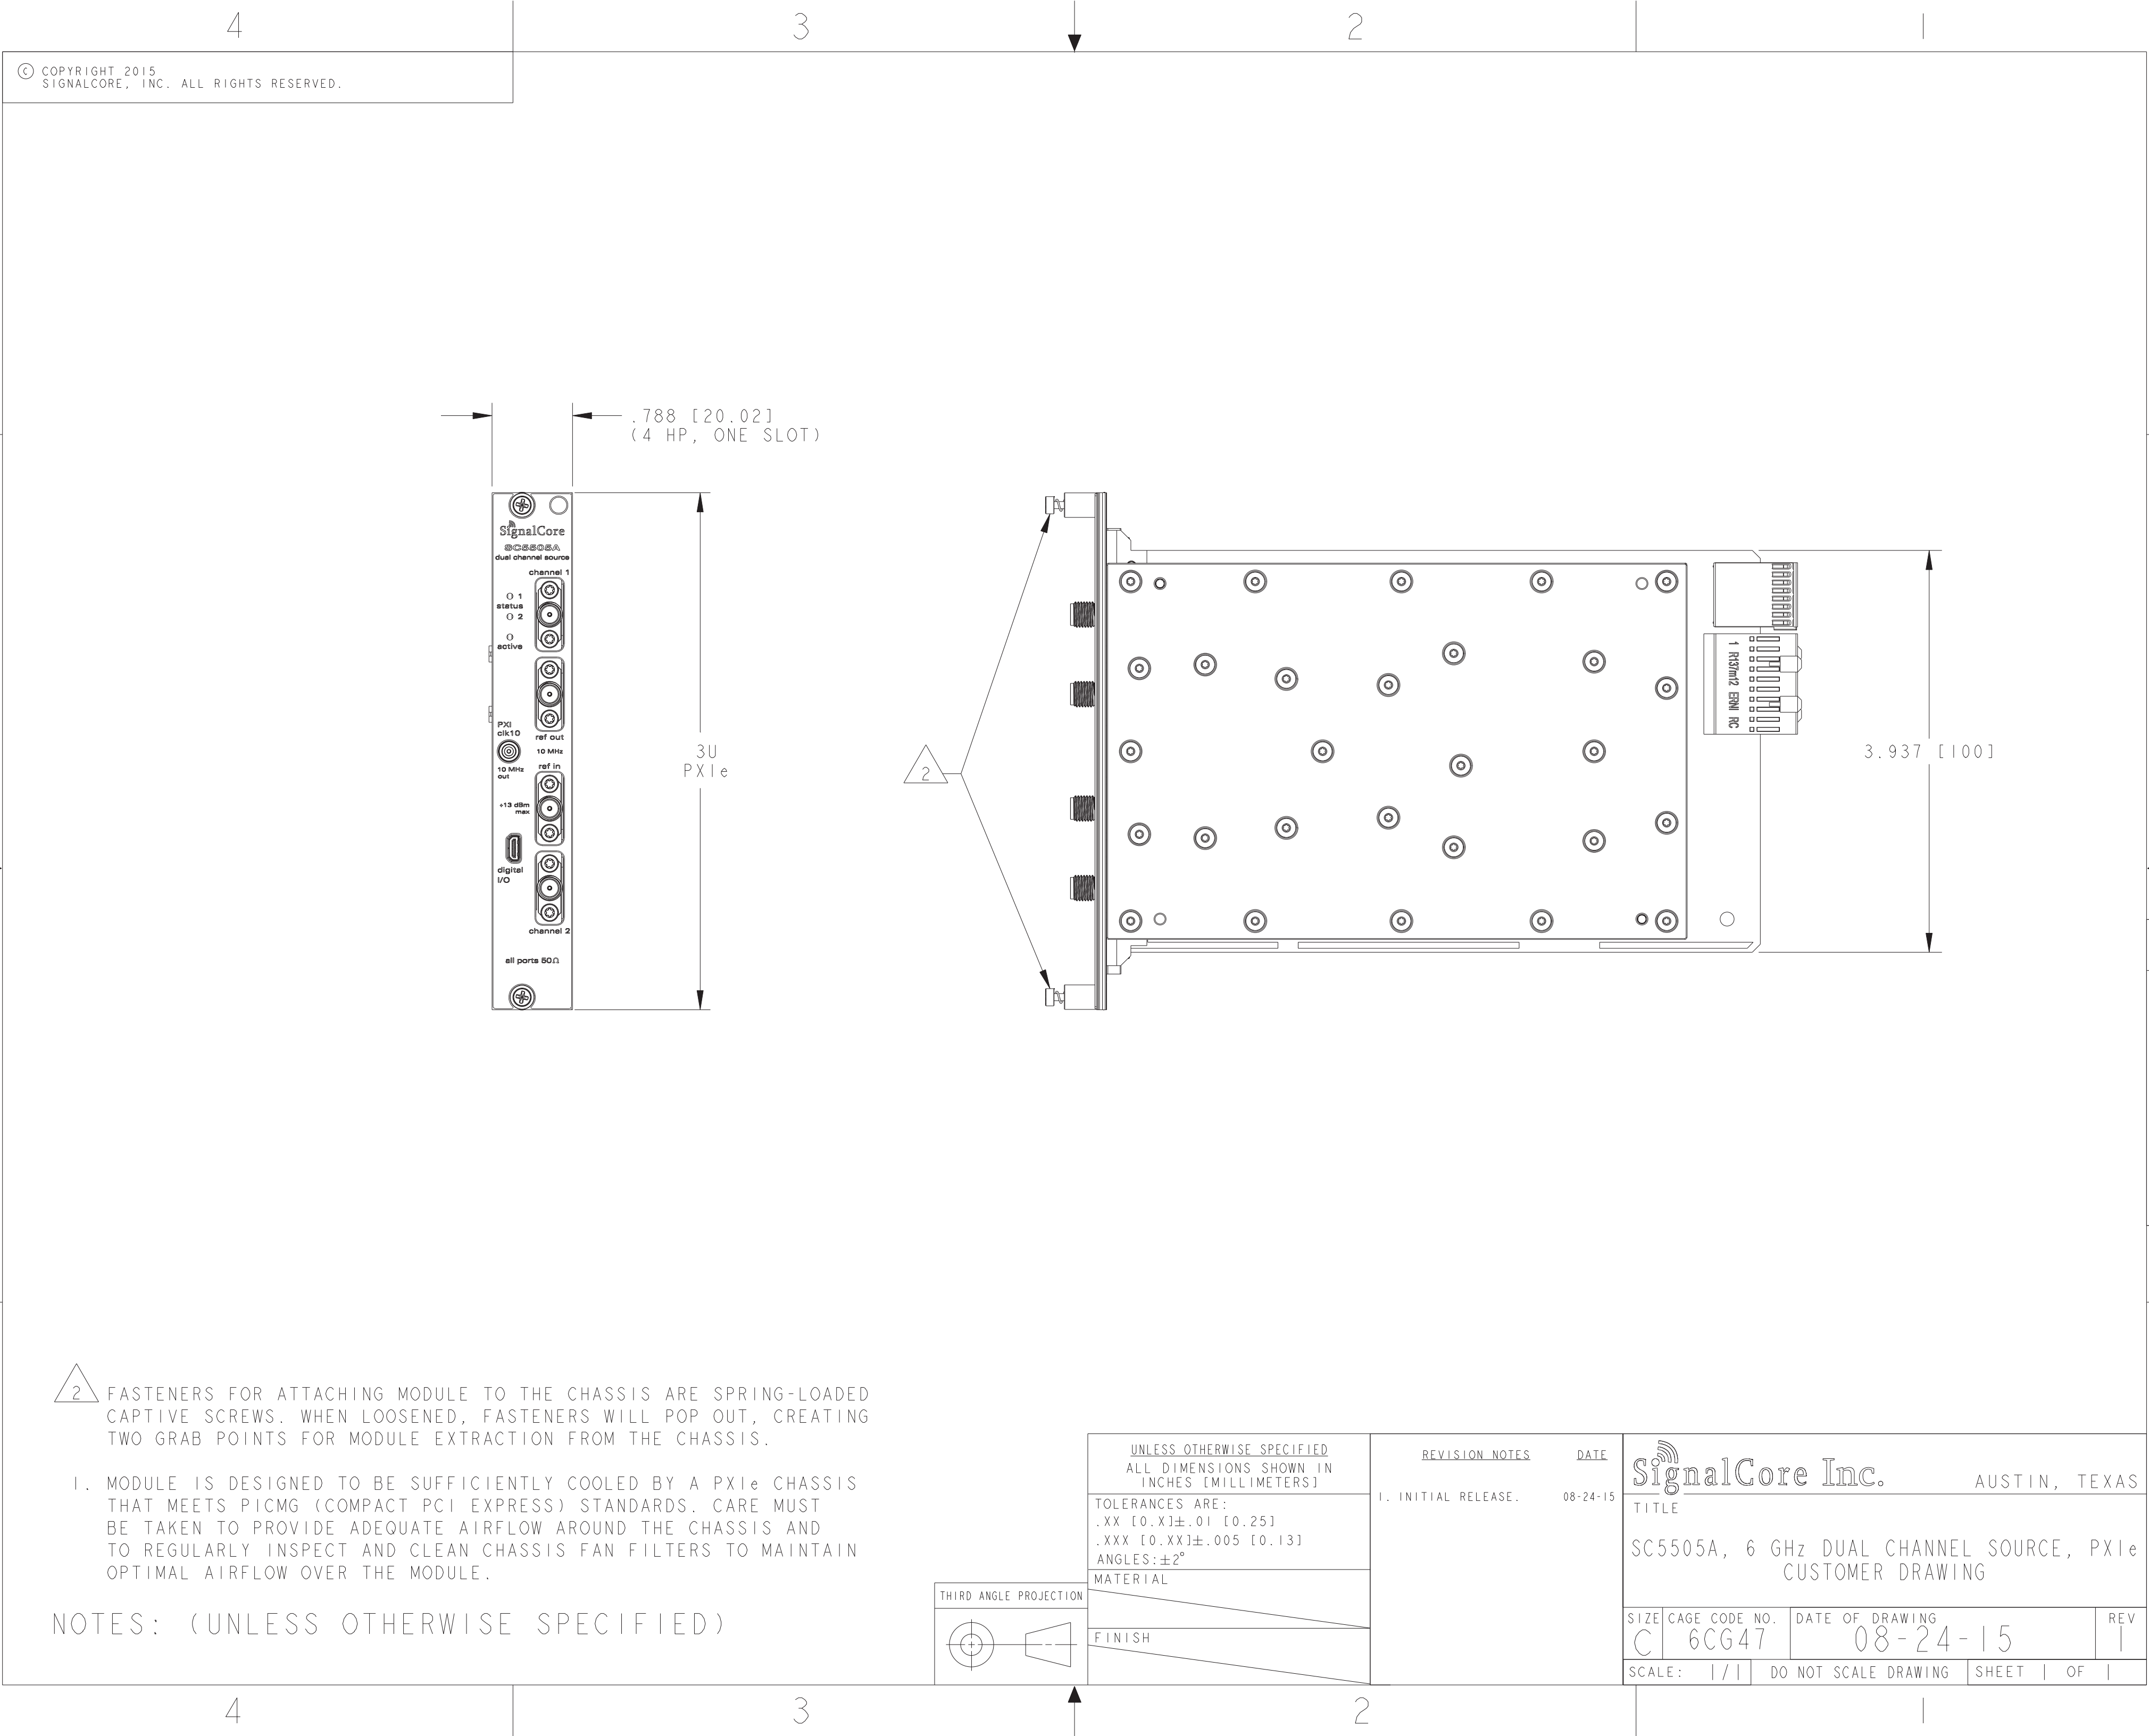 4
3
2
1
© COPYRIGHT 2015
SIGNALCORE, INC. ALL RIGHTS RESERVED.
.788 [20.02]
(4 HP, ONE SLOT)
SignalCore
SC5505A
dual channel source
channel 1
1
status
2
active
PXI
clk10
ref out
10 MHz
10 MHz
out
ref in
+13 dBm
max
digital
I/O
channel 2
all ports 50Ω
3U
PXIe
2
1 R137m12 ERNI RC
3.937 [100]
2 FASTENERS FOR ATTACHING MODULE TO THE CHASSIS ARE SPRING-LOADED
CAPTIVE SCREWS. WHEN LOOSENED, FASTENERS WILL POP OUT, CREATING
TWO GRAB POINTS FOR MODULE EXTRACTION FROM THE CHASSIS.
1. MODULE IS DESIGNED TO BE SUFFICIENTLY COOLED BY A PXIe CHASSIS
THAT MEETS PICMG (COMPACT PCI EXPRESS) STANDARDS. CARE MUST
BE TAKEN TO PROVIDE ADEQUATE AIRFLOW AROUND THE CHASSIS AND
TO REGULARLY INSPECT AND CLEAN CHASSIS FAN FILTERS TO MAINTAIN
OPTIMAL AIRFLOW OVER THE MODULE.
NOTES: (UNLESS OTHERWISE SPECIFIED)
THIRD ANGLE PROJECTION
UNLESS OTHERWISE SPECIFIED
ALL DIMENSIONS SHOWN IN
INCHES [MILLIMETERS]
TOLERANCES ARE:
.XX [0.X]±.01 [0.25]
.XXX [0.XX]±.005 [0.13]
ANGLES:±2°
MATERIAL
FINISH
REVISION NOTES DATE
1. INITIAL RELEASE. 08-24-15
SignalCore Inc. AUSTIN, TEXAS
TITLE
SC5505A, 6 GHz DUAL CHANNEL SOURCE, PXIe
CUSTOMER DRAWING
SIZE CAGE CODE NO. DATE OF DRAWING REV
C 6CG47 08-24-15 1
SCALE: 1/1 DO NOT SCALE DRAWING SHEET 1 OF 1
4
3
2
1